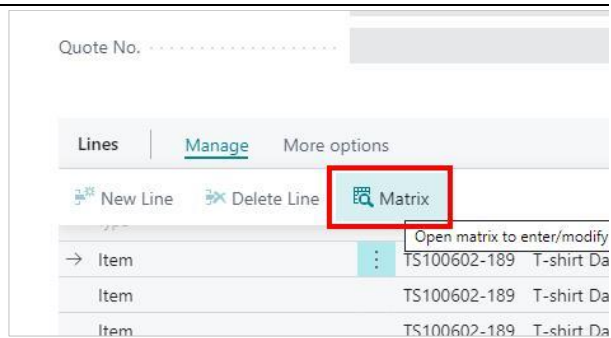 Quote No.
Lines Manage More options
New Line Delete Line Matrix
Type
Open matrix to enter/modify
Item TS100602-189 T-shirt Da
Item TS100602-189 T-shirt Da
Item TS100602-189 T-shirt Da